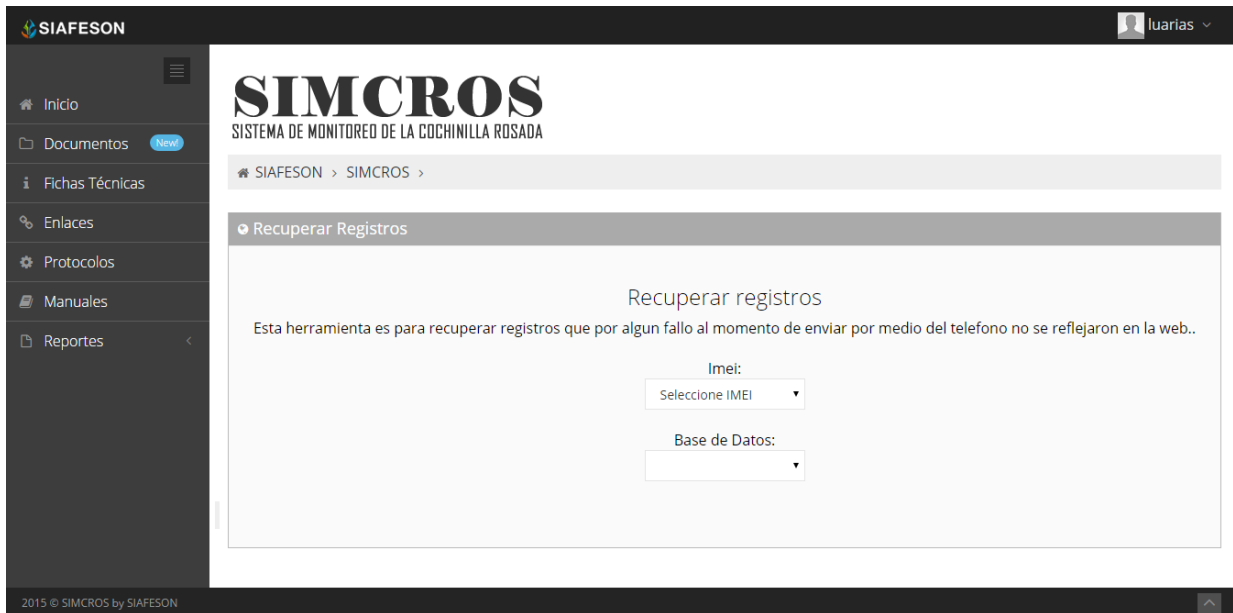 SIAFESON
luarias
Inicio
Documentos New!
Fichas Técnicas
Enlaces
Protocolos
Manuales
Reportes
SIMCROS
SISTEMA DE MONITOREO DE LA COCHINILLA ROSADA
SIAFESON > SIMCROS >
Recuperar Registros
Recuperar registros
Esta herramienta es para recuperar registros que por algun fallo al momento de enviar por medio del telefono no se reflejaron en la web..
Imei:
Seleccione IMEI
Base de Datos:
2015 © SIMCROS by SIAFESON